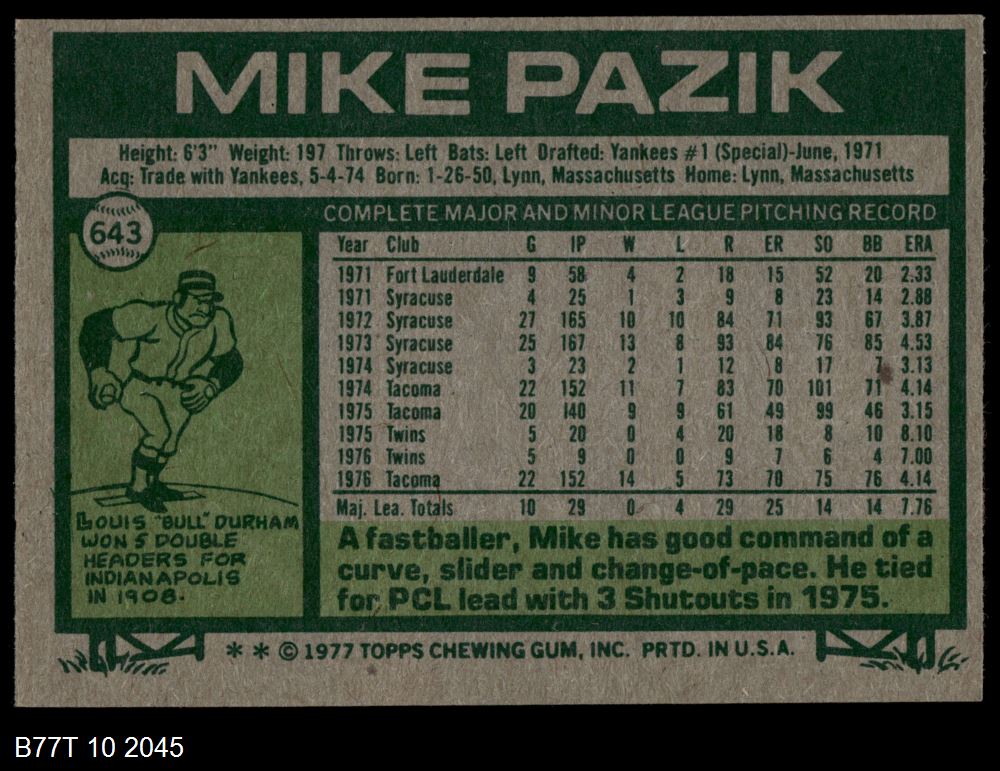 MIKE PAZIK
Height: 6'3" Weight: 197 Throws: Left Bats: Left Drafted: Yankees #1 (Special)-June, 1971
Acq: Trade with Yankees, 5-4-74 Born: 1-26-50, Lynn, Massachusetts Home: Lynn, Massachusetts
643
COMPLETE MAJOR AND MINOR LEAGUE PITCHING RECORD
Year Club G IP W L R ER SO BB ERA
1971 Fort Lauderdale 9 58 4 2 18 15 52 20 2.33
1971 Syracuse 4 25 1 3 9 8 23 14 2.88
1972 Syracuse 27 165 10 10 84 71 93 67 3.87
1973 Syracuse 25 167 13 8 93 84 76 85 4.53
1974 Syracuse 3 23 2 1 12 8 17 7 3.13
1974 Tacoma 22 152 11 7 83 70 101 71 4.14
1975 Tacoma 20 140 9 9 61 49 99 46 3.15
1975 Twins 5 20 0 4 20 18 8 10 8.10
1976 Twins 5 9 0 0 9 7 6 4 7.00
1976 Tacoma 22 152 14 5 73 70 75 76 4.14
Maj. Lea. Totals 10 29 0 4 29 25 14 14 7.76
LOUIS "BULL" DURHAM
WON 5 DOUBLE
HEADERS FOR
INDIANAPOLIS
IN 1908.
A fastballer, Mike has good command of a
curve, slider and change-of-pace. He tied
for PCL lead with 3 Shutouts in 1975.
* * © 1977 TOPPS CHEWING GUM, INC. PRTD. IN U.S.A.
B77T 10 2045